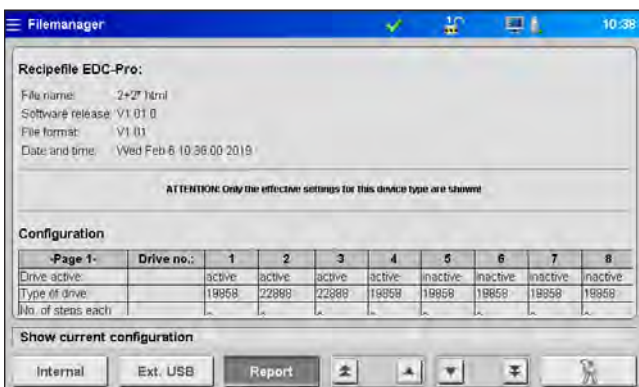 Filemanager 10:38
Recipefile EDC-Pro:
File name: 2+2*.html
Software release: V1.01.0
File format: V1.01
Date and time: Wed Feb 6 10:36:00 2019
ATTENTION: Only the effective settings for this device type are shown!
Configuration
-Page 1- Drive no.: 1 2 3 4 5 6 7 8
Drive active: active active active active inactive inactive inactive inactive
Type of drive: 19858 22888 22888 19858 19858 19858 19858 19858
No. of steps each
Show current configuration
Internal Ext. USB Report